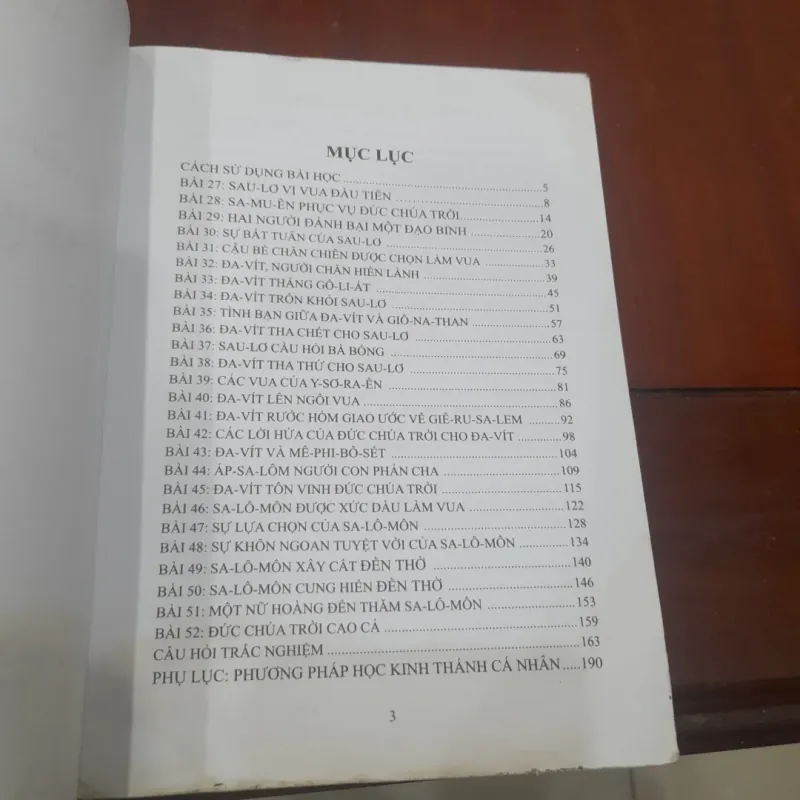 MỤC LỤC
CÁCH SỬ DỤNG BÀI HỌC ........ 5
BÀI 27: SAU-LƠ VỊ VUA ĐẦU TIÊN ........ 8
BÀI 28: SA-MU-ÊN PHỤC VỤ ĐỨC CHÚA TRỜI ........ 14
BÀI 29: HAI NGƯỜI ĐÁNH BẠI MỘT ĐẠO BINH ........ 20
BÀI 30: SỰ BẤT TUÂN CỦA SAU-LƠ ........ 26
BÀI 31: CẬU BÉ CHĂN CHIÊN ĐƯỢC CHỌN LÀM VUA ........ 33
BÀI 32: ĐA-VÍT, NGƯỜI CHĂN HIỀN LÀNH ........ 39
BÀI 33: ĐA-VÍT THẮNG GÔ-LI-ÁT ........ 45
BÀI 34: ĐA-VÍT TRỐN KHỎI SAU-LƠ ........ 51
BÀI 35: TÌNH BẠN GIỮA ĐA-VÍT VÀ GIÔ-NA-THAN ........ 57
BÀI 36: ĐA-VÍT THA CHẾT CHO SAU-LƠ ........ 63
BÀI 37: SAU-LƠ CẦU HỎI BÀ BÓNG ........ 69
BÀI 38: ĐA-VÍT THA THỨ CHO SAU-LƠ ........ 75
BÀI 39: CÁC VUA CỦA Y-SƠ-RA-ÊN ........ 81
BÀI 40: ĐA-VÍT LÊN NGÔI VUA ........ 86
BÀI 41: ĐA-VÍT RƯỚC HÒM GIAO ƯỚC VỀ GIÊ-RU-SA-LEM ........ 92
BÀI 42: CÁC LỜI HỨA CỦA ĐỨC CHÚA TRỜI CHO ĐA-VÍT ........ 98
BÀI 43: ĐA-VÍT VÀ MÊ-PHI-BÔ-SẾT ........ 104
BÀI 44: ÁP-SA-LÔM NGƯỜI CON PHẢN CHA ........ 109
BÀI 45: ĐA-VÍT TÔN VINH ĐỨC CHÚA TRỜI ........ 115
BÀI 46: SA-LÔ-MÔN ĐƯỢC XỨC DẦU LÀM VUA ........ 122
BÀI 47: SỰ LỰA CHỌN CỦA SA-LÔ-MÔN ........ 128
BÀI 48: SỰ KHÔN NGOAN TUYỆT VỜI CỦA SA-LÔ-MÔN ........ 134
BÀI 49: SA-LÔ-MÔN XÂY CẤT ĐỀN THỜ ........ 140
BÀI 50: SA-LÔ-MÔN CUNG HIẾN ĐỀN THỜ ........ 146
BÀI 51: MỘT NỮ HOÀNG ĐẾN THĂM SA-LÔ-MÔN ........ 153
BÀI 52: ĐỨC CHÚA TRỜI CAO CẢ ........ 159
CÂU HỎI TRẮC NGHIỆM ........ 163
PHỤ LỤC: PHƯƠNG PHÁP HỌC KINH THÁNH CÁ NHÂN ..... 190
3